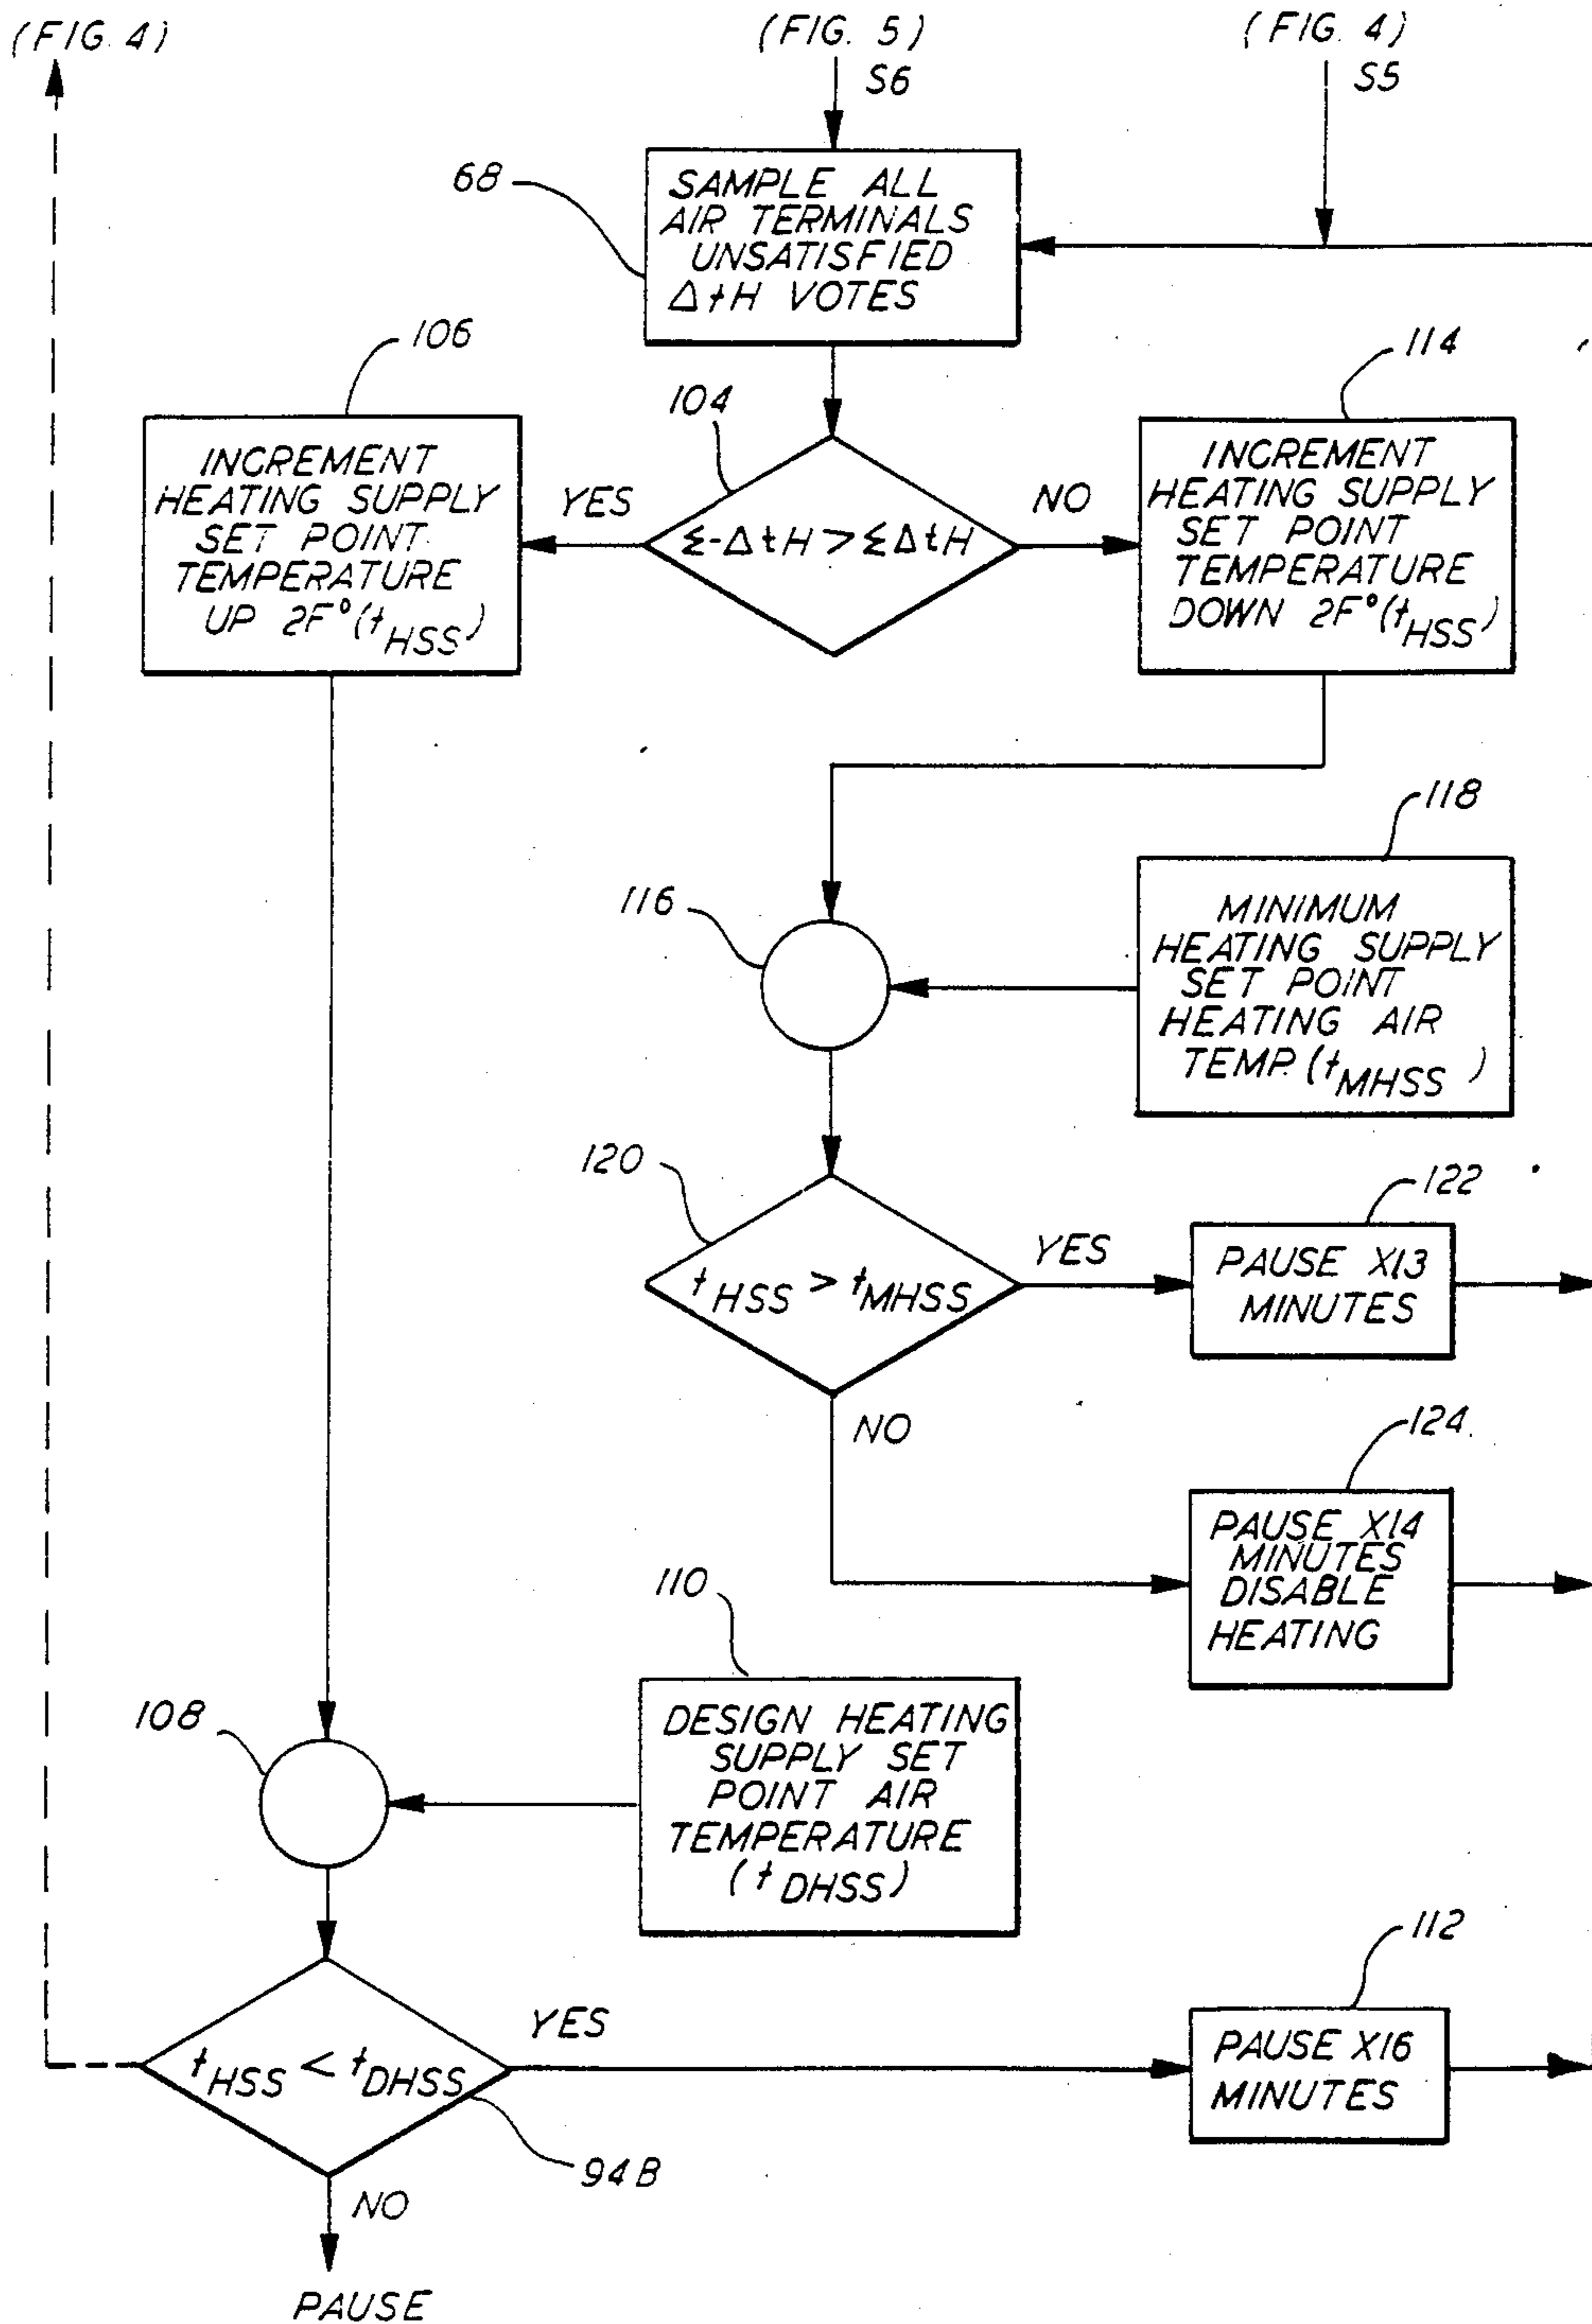 (FIG. 4)
(FIG. 5)
(FIG. 4)
S6
S5
68
SAMPLE ALL
AIR TERMINALS
UNSATISFIED
ΔtH VOTES
106
INCREMENT
HEATING SUPPLY
SET POINT
TEMPERATURE
UP 2F°(tHSS)
YES
104
Σ-ΔtH > ΣΔtH
NO
114
INCREMENT
HEATING SUPPLY
SET POINT
TEMPERATURE
DOWN 2F°(tHSS)
116
118
MINIMUM
HEATING SUPPLY
SET POINT
HEATING AIR
TEMP. (tMHSS)
120
tHSS > tMHSS
YES
122
PAUSE X13
MINUTES
NO
124
PAUSE X14
MINUTES
DISABLE
HEATING
108
110
DESIGN HEATING
SUPPLY SET
POINT AIR
TEMPERATURE
(tDHSS)
tHSS < tDHSS
YES
94B
112
PAUSE X16
MINUTES
NO
PAUSE